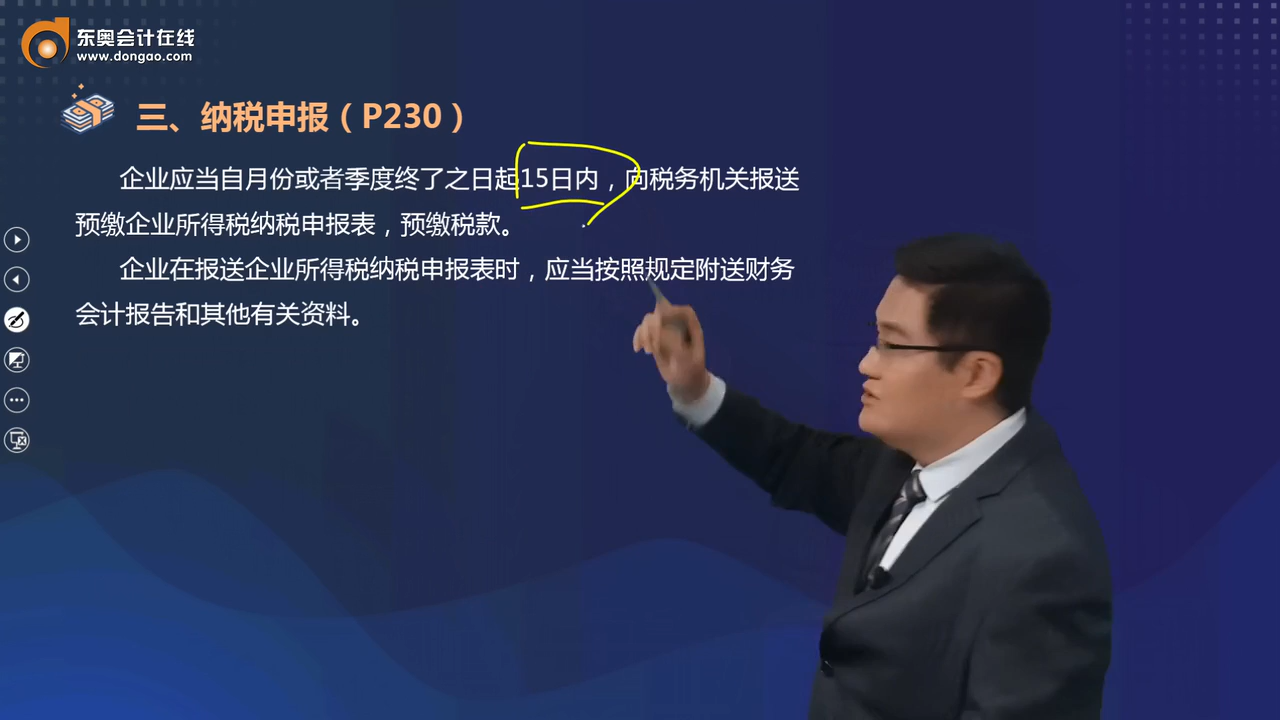 东奥会计在线
www.dongao.com
三、纳税申报（P230）
企业应当自月份或者季度终了之日起15日内，向税务机关报送
预缴企业所得税纳税申报表，预缴税款。
企业在报送企业所得税纳税申报表时，应当按照规定附送财务
会计报告和其他有关资料。